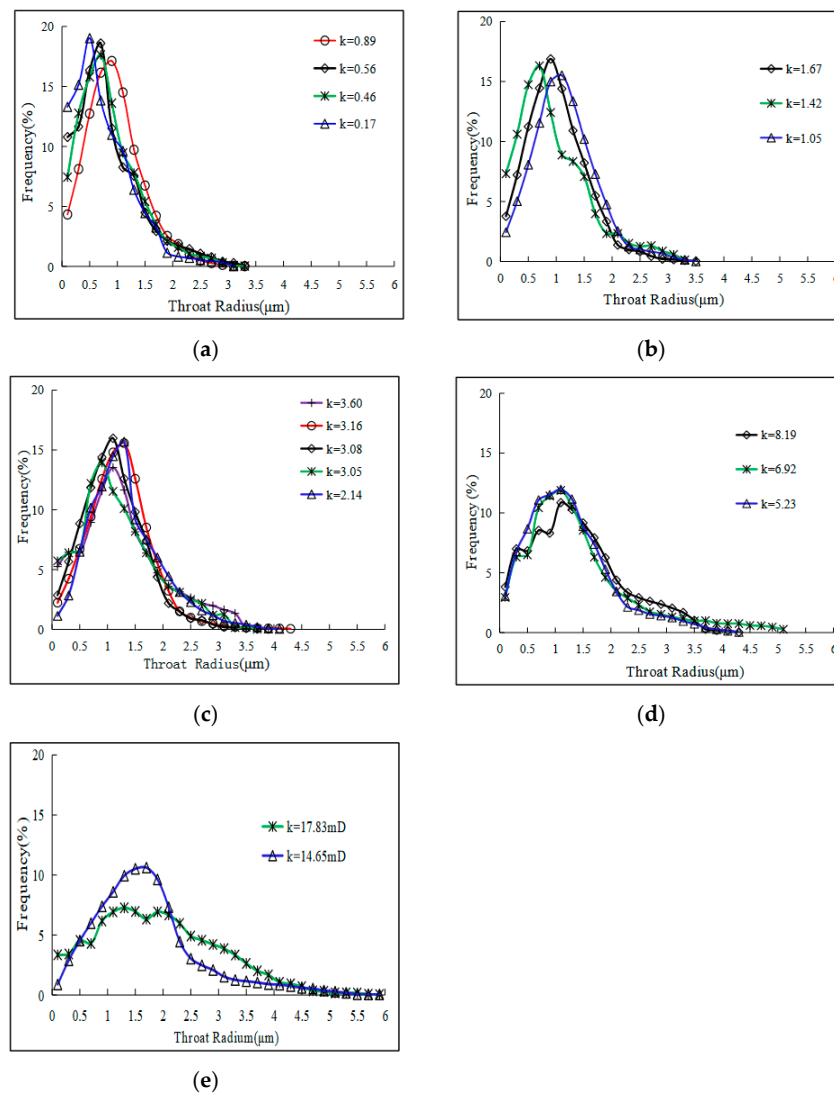 20
15
10
5
0
Frequency(%)
k=0.89
k=0.56
k=0.46
k=0.17
0 0.5 1 1.5 2 2.5 3 3.5 4 4.5 5 5.5 6
Throat Radius(μm)
(a)
20
15
10
5
0
Frequency(%)
k=1.67
k=1.42
k=1.05
0 0.5 1 1.5 2 2.5 3 3.5 4 4.5 5 5.5 6
Throat Radius(μm)
(b)
20
15
10
5
0
Frequency(%)
k=3.60
k=3.16
k=3.08
k=3.05
k=2.14
0 0.5 1 1.5 2 2.5 3 3.5 4 4.5 5 5.5 6
Throat Radius(μm)
(c)
20
15
10
5
0
Frequency(%)
k=8.19
k=6.92
k=5.23
0 0.5 1 1.5 2 2.5 3 3.5 4 4.5 5 5.5 6
Throat Radius(μm)
(d)
20
15
10
5
0
Frequency(%)
k=17.83mD
k=14.65mD
0 0.5 1 1.5 2 2.5 3 3.5 4 4.5 5 5.5 6
Throat Radium(μm)
(e)